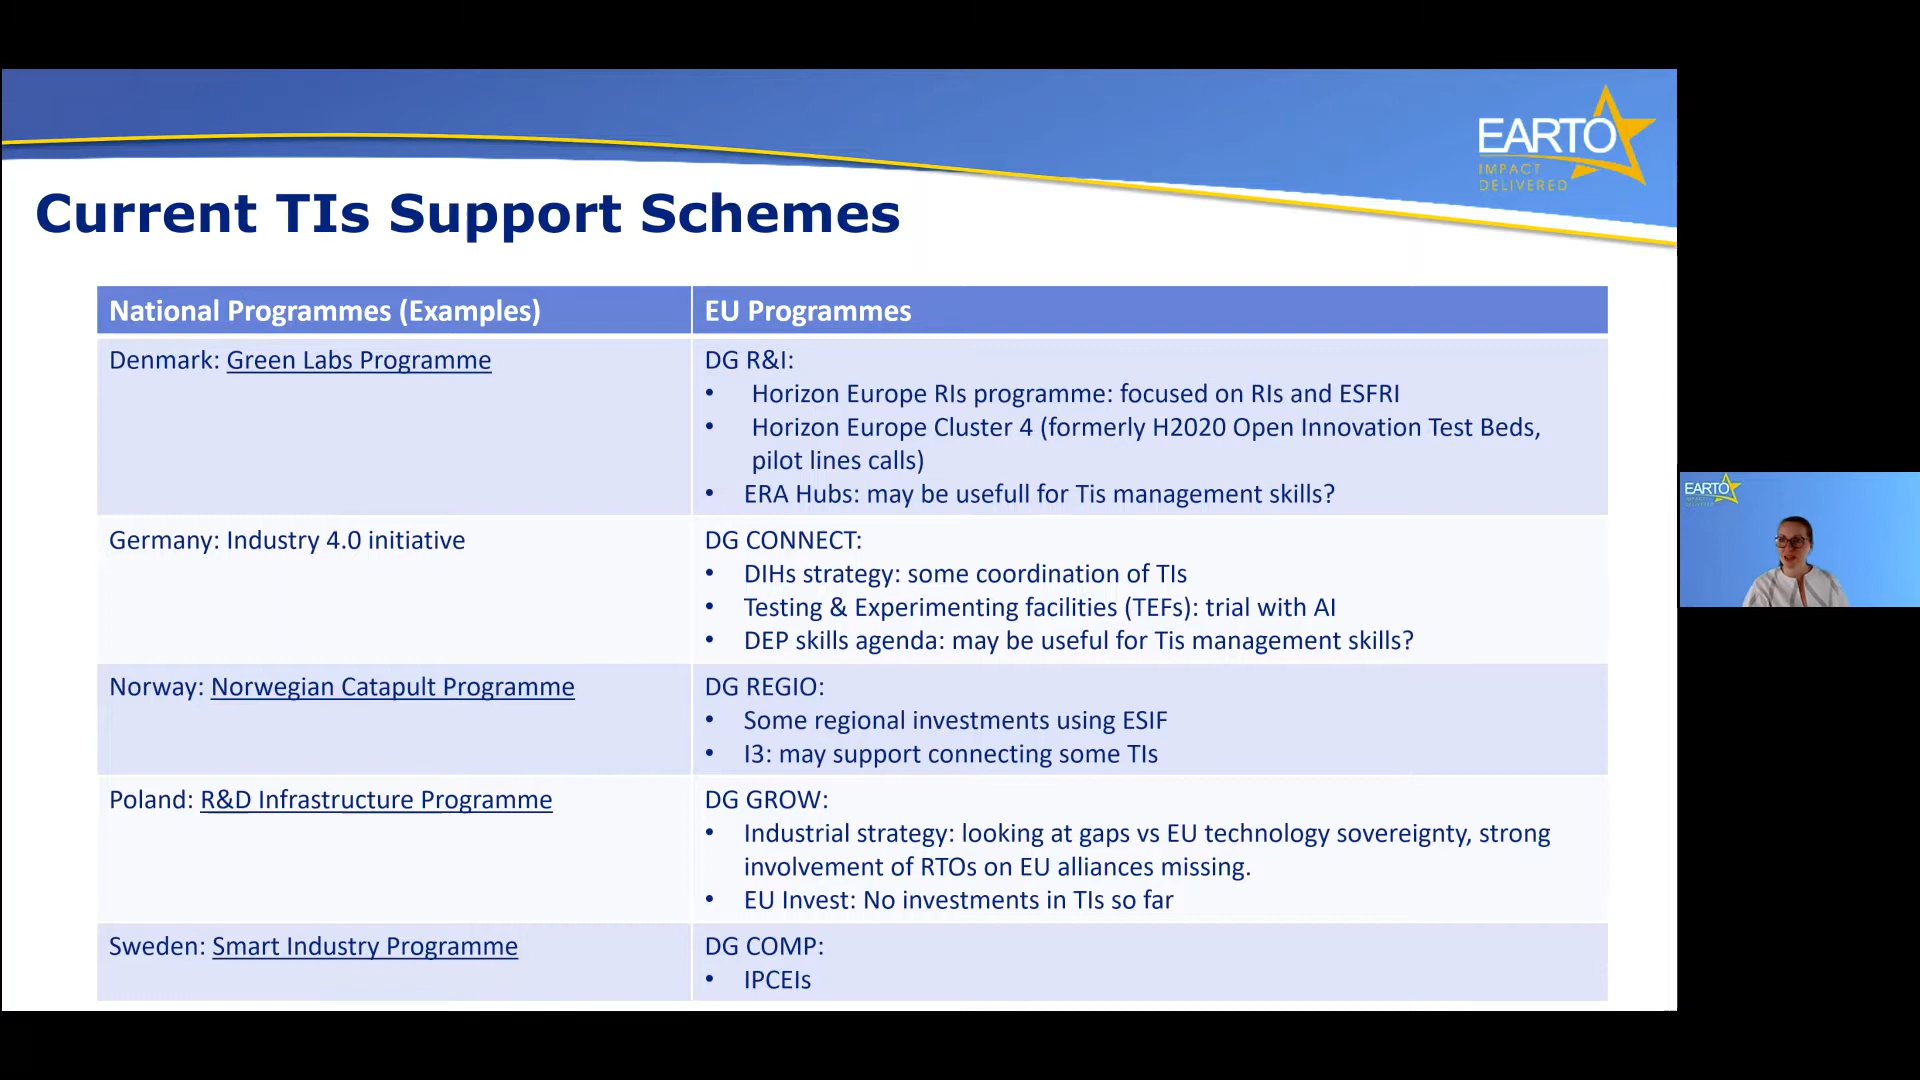 EARTO
IMPACT
DELIVERED
Current TIs Support Schemes
National Programmes (Examples)
EU Programmes
Denmark: Green Labs Programme
DG R&I:
• Horizon Europe RIs programme: focused on RIs and ESFRI
• Horizon Europe Cluster 4 (formerly H2020 Open Innovation Test Beds,
pilot lines calls)
• ERA Hubs: may be usefull for Tis management skills?
Germany: Industry 4.0 initiative
DG CONNECT:
• DIHs strategy: some coordination of TIs
• Testing & Experimenting facilities (TEFs): trial with AI
• DEP skills agenda: may be useful for Tis management skills?
Norway: Norwegian Catapult Programme
DG REGIO:
• Some regional investments using ESIF
• I3: may support connecting some TIs
Poland: R&D Infrastructure Programme
DG GROW:
• Industrial strategy: looking at gaps vs EU technology sovereignty, strong
involvement of RTOs on EU alliances missing.
• EU Invest: No investments in TIs so far
Sweden: Smart Industry Programme
DG COMP:
• IPCEIs
EARTO